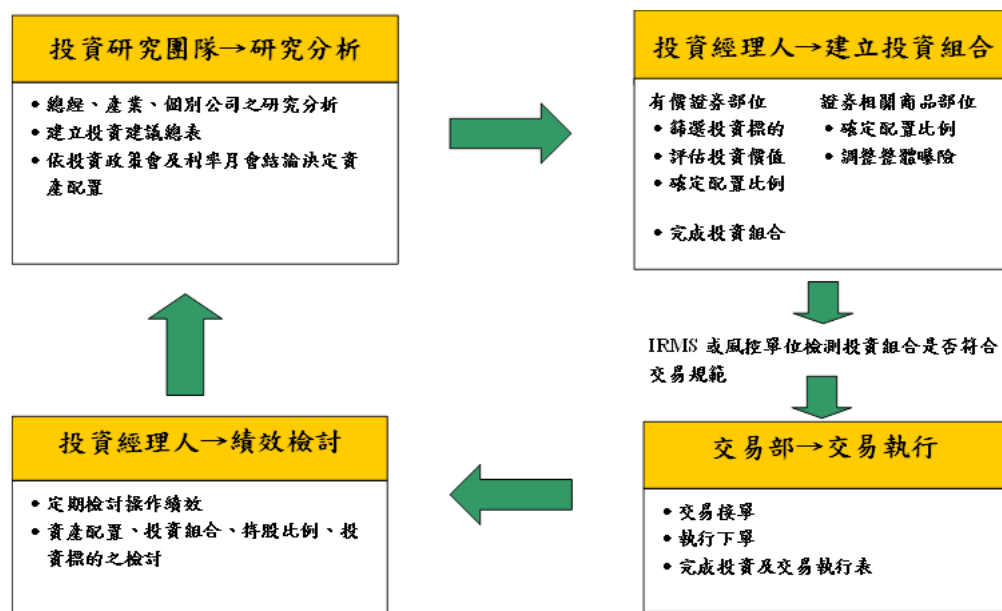 投資研究團隊→研究分析
• 總經、產業、個別公司之研究分析
• 建立投資建議總表
• 依投資政策會及利率月會結論決定資
產配置
投資經理人→建立投資組合
有價證券部位
• 篩選投資標的
• 評估投資價值
• 確定配置比例
• 完成投資組合
證券相關商品部位
• 確定配置比例
• 調整整體曝險
IRMS 或風控單位檢測投資組合是否符合
交易規範
交易部→交易執行
• 交易接單
• 執行下單
• 完成投資及交易執行表
投資經理人→績效檢討
• 定期檢討操作績效
• 資產配置、投資組合、持股比例、投
資標的之檢討